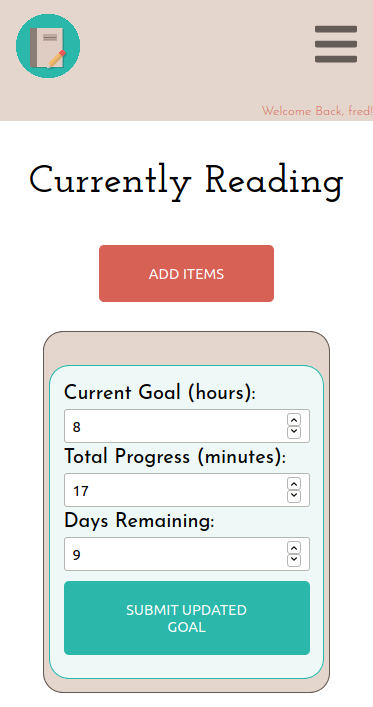 Welcome Back, fred!
Currently Reading
ADD ITEMS
Current Goal (hours):
8
Total Progress (minutes):
17
Days Remaining:
9
SUBMIT UPDATED
GOAL